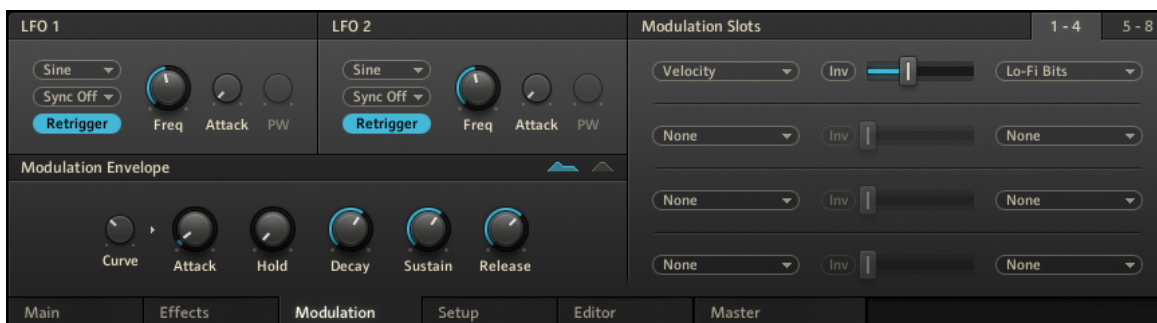 LFO 1
Sine
Sync Off
Retrigger
Freq Attack PW
LFO 2
Sine
Sync Off
Retrigger
Freq Attack PW
Modulation Envelope
Curve Attack Hold Decay Sustain Release
Modulation Slots 1 - 4 5 - 8
Velocity Inv Lo-Fi Bits
None Inv None
None Inv None
None Inv None
Main Effects Modulation Setup Editor Master